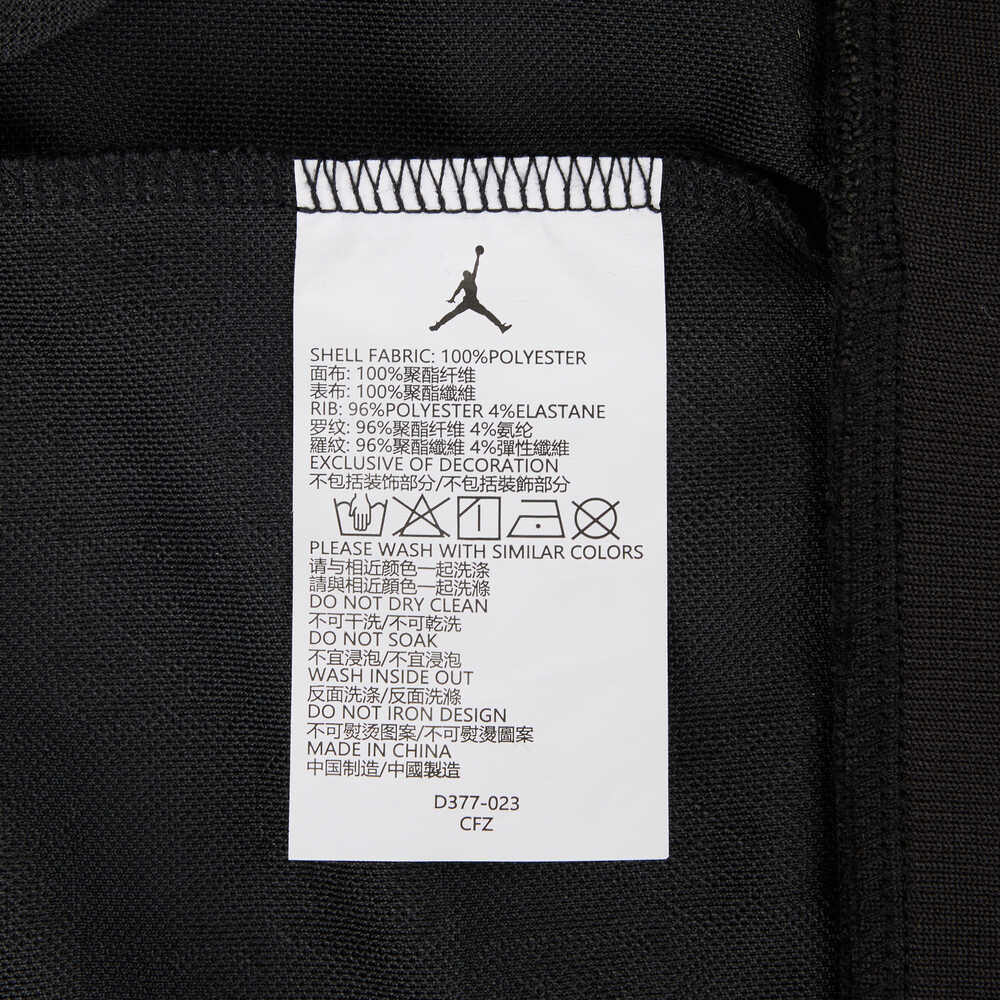 SHELL FABRIC: 100%POLYESTER
面布: 100%聚酯纤维
表布: 100%聚酯纖維
RIB: 96%POLYESTER 4%ELASTANE
罗纹: 96%聚酯纤维 4%氨纶
羅紋: 96%聚酯纖維 4%彈性纖維
EXCLUSIVE OF DECORATION
不包括装饰部分/不包括裝飾部分
PLEASE WASH WITH SIMILAR COLORS
请与相近颜色一起洗涤
請與相近顏色一起洗滌
DO NOT DRY CLEAN
不可干洗/不可乾洗
DO NOT SOAK
不宜浸泡/不宜浸泡
WASH INSIDE OUT
反面洗涤/反面洗滌
DO NOT IRON DESIGN
不可熨烫图案/不可熨燙圖案
MADE IN CHINA
中国制造/中國製造
D377-023
CFZ